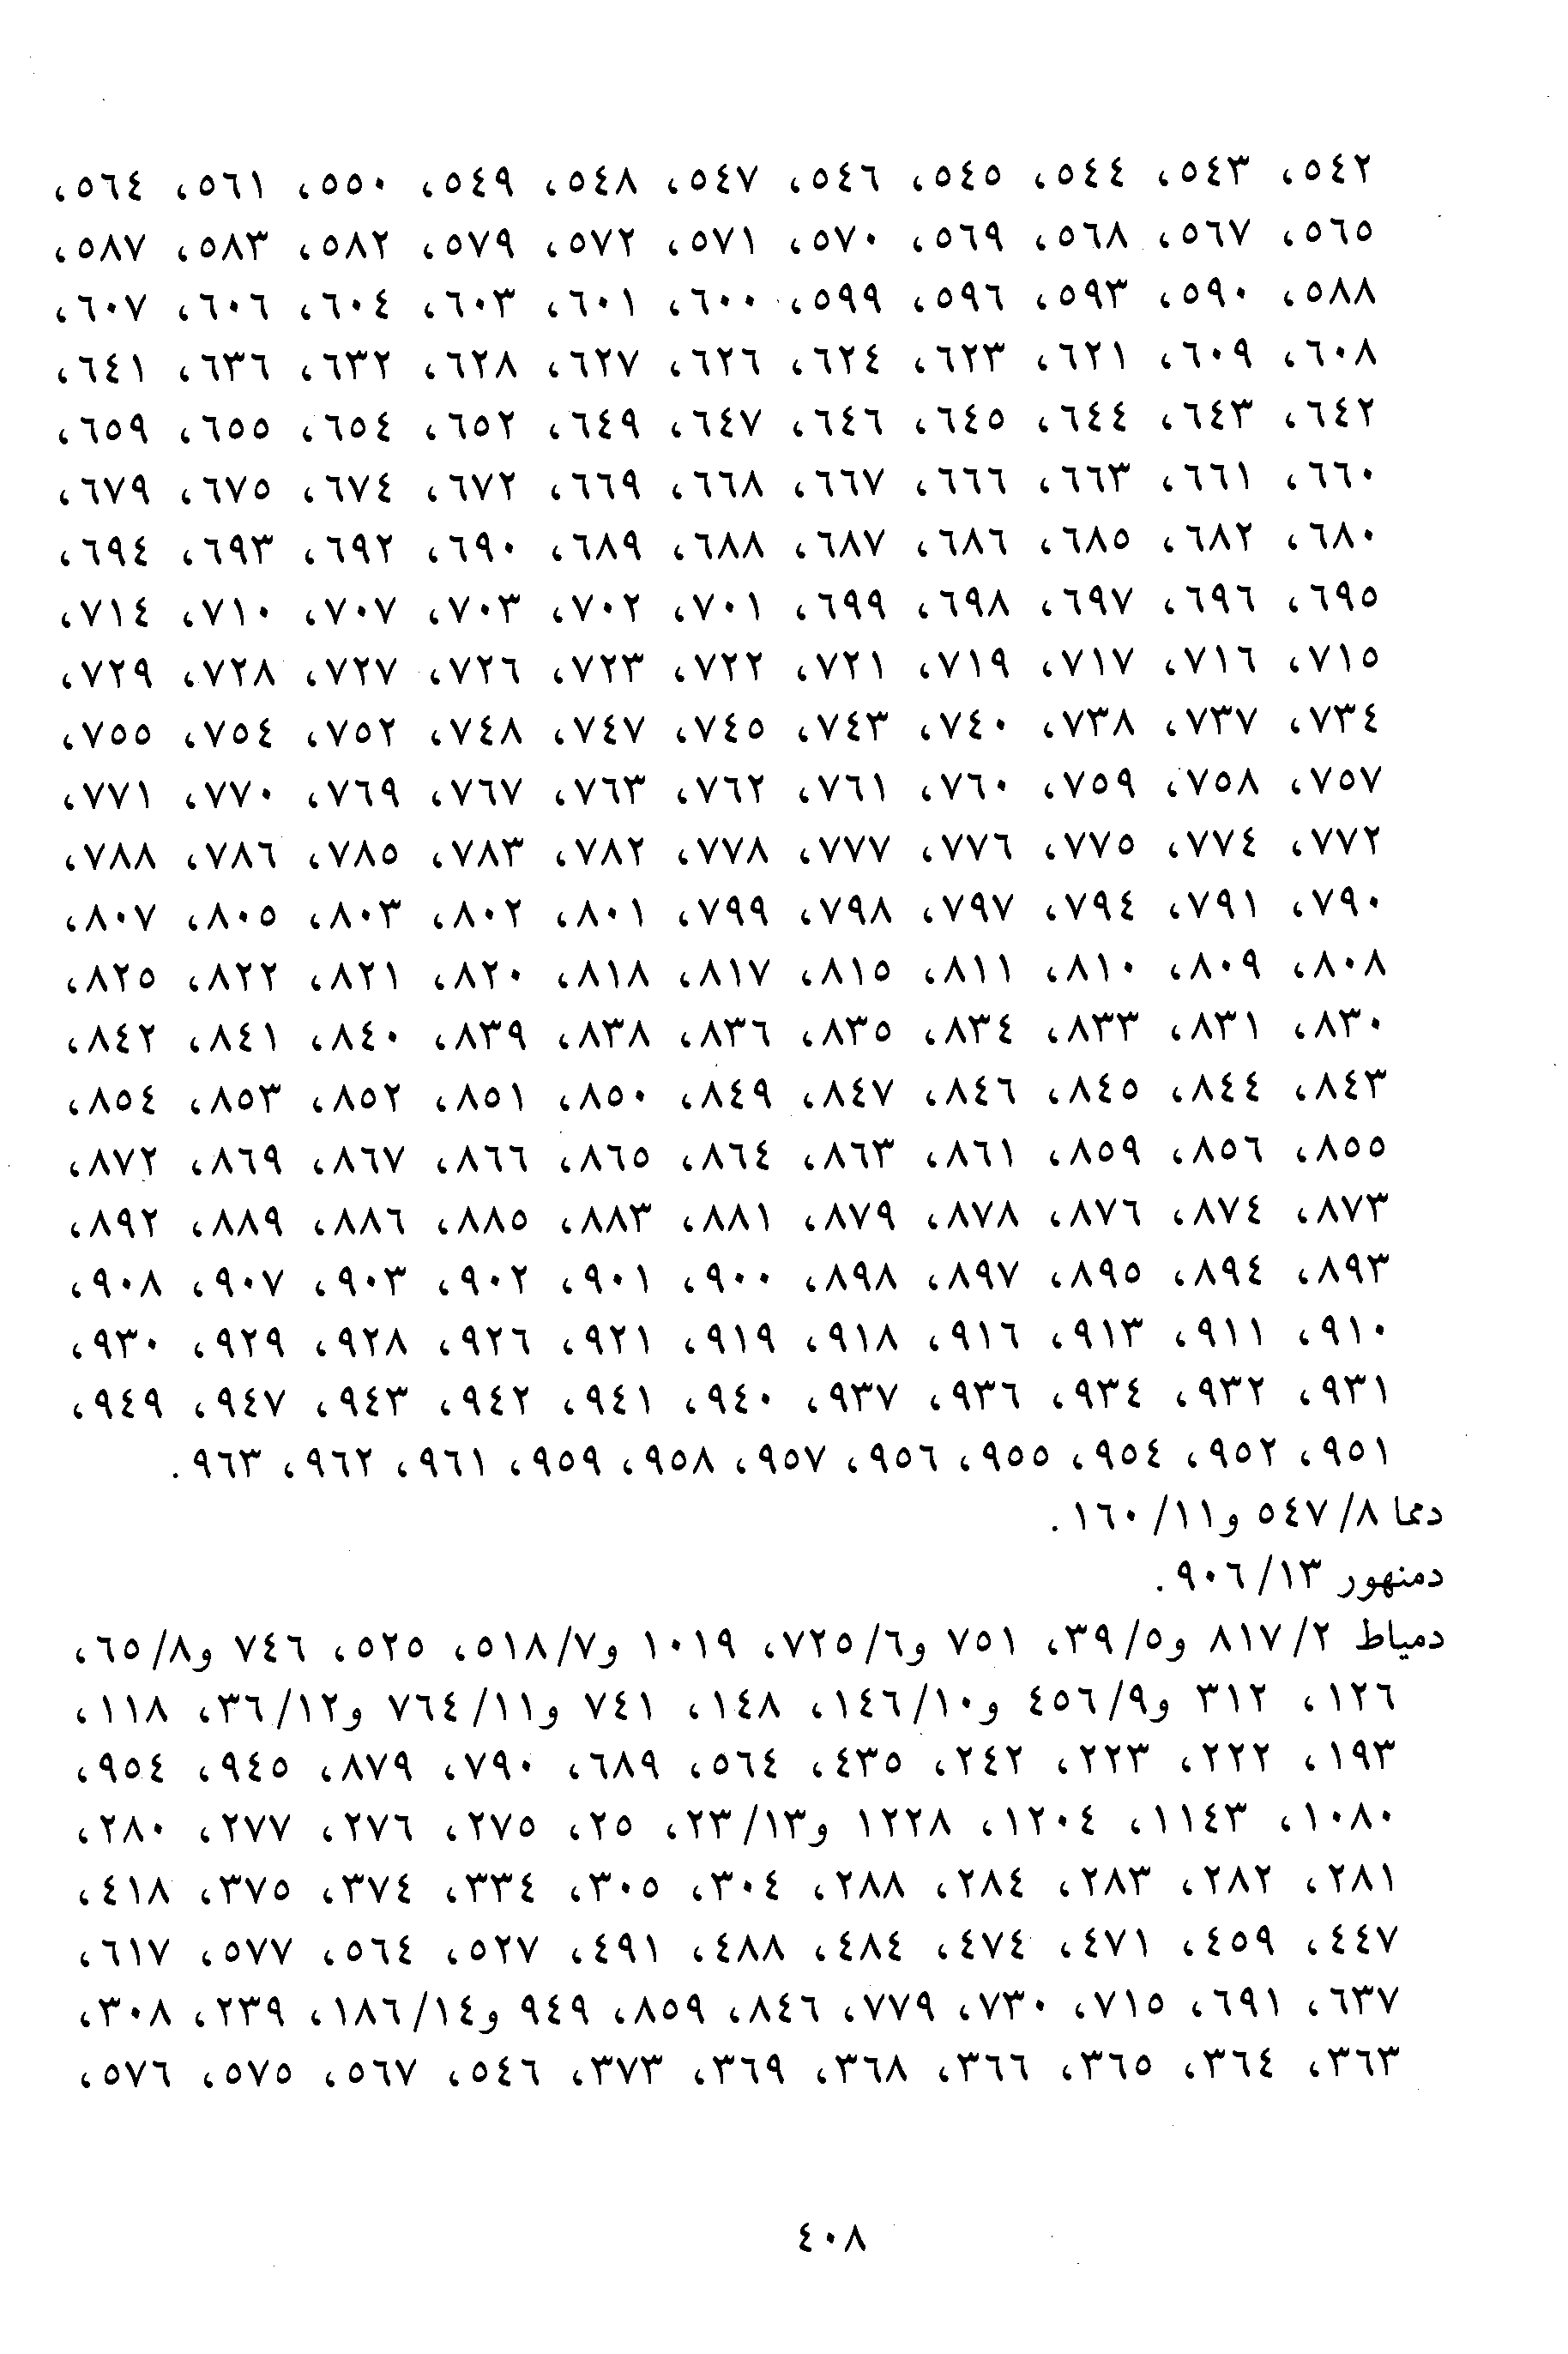 ٥٤٢، ٥٤٣، ٥٤٤، ٥٤٥، ٥٤٦، ٥٤٧، ٥٤٨، ٥٤٩، ٥٥٠، ٥٦١، ٥٦٤،
٥٦٥، ٥٦٧، ٥٦٨، ٥٦٩، ٥٧٠، ٥٧١، ٥٧٢، ٥٧٩، ٥٨٢، ٥٨٣، ٥٨٧،
٥٨٨، ٥٩٠، ٥٩٣، ٥٩٦، ٥٩٩، ٦٠٠، ٦٠١، ٦٠٣، ٦٠٤، ٦٠٦، ٦٠٧،
٦٠٨، ٦٠٩، ٦٢١، ٦٢٣، ٦٢٤، ٦٢٦، ٦٢٧، ٦٢٨، ٦٣٢، ٦٣٦، ٦٤١،
٦٤٢، ٦٤٣، ٦٤٤، ٦٤٥، ٦٤٦، ٦٤٧، ٦٤٩، ٦٥٢، ٦٥٤، ٦٥٥، ٦٥٩،
٦٦٠، ٦٦١، ٦٦٣، ٦٦٦، ٦٦٧، ٦٦٨، ٦٦٩، ٦٧٢، ٦٧٤، ٦٧٥، ٦٧٩،
٦٨٠، ٦٨٢، ٦٨٥، ٦٨٦، ٦٨٧، ٦٨٨، ٦٨٩، ٦٩٠، ٦٩٢، ٦٩٣، ٦٩٤،
٦٩٥، ٦٩٦، ٦٩٧، ٦٩٨، ٦٩٩، ٧٠١، ٧٠٢، ٧٠٣، ٧٠٧، ٧١٠، ٧١٤،
٧١٥، ٧١٦، ٧١٧، ٧١٩، ٧٢١، ٧٢٢، ٧٢٣، ٧٢٦، ٧٢٧، ٧٢٨، ٧٢٩،
٧٣٤، ٧٣٧، ٧٣٨، ٧٤٠، ٧٤٣، ٧٤٥، ٧٤٧، ٧٤٨، ٧٥٢، ٧٥٤، ٧٥٥،
٧٥٧، ٧٥٨، ٧٥٩، ٧٦٠، ٧٦١، ٧٦٢، ٧٦٣، ٧٦٧، ٧٦٩، ٧٧٠، ٧٧١،
٧٧٢، ٧٧٤، ٧٧٥، ٧٧٦، ٧٧٧، ٧٧٨، ٧٨٢، ٧٨٣، ٧٨٥، ٧٨٦، ٧٨٨،
٧٩٠، ٧٩١، ٧٩٤، ٧٩٧، ٧٩٨، ٧٩٩، ٨٠١، ٨٠٢، ٨٠٣، ٨٠٥، ٨٠٧،
٨٠٨، ٨٠٩، ٨١٠، ٨١١، ٨١٥، ٨١٧، ٨١٨، ٨٢٠، ٨٢١، ٨٢٢، ٨٢٥،
٨٣٠، ٨٣١، ٨٣٣، ٨٣٤، ٨٣٥، ٨٣٦، ٨٣٨، ٨٣٩، ٨٤٠، ٨٤١، ٨٤٢،
٨٤٣، ٨٤٤، ٨٤٥، ٨٤٦، ٨٤٧، ٨٤٩، ٨٥٠، ٨٥١، ٨٥٢، ٨٥٣، ٨٥٤،
٨٥٥، ٨٥٦، ٨٥٩، ٨٦١، ٨٦٣، ٨٦٤، ٨٦٥، ٨٦٦، ٨٦٧، ٨٦٩، ٨٧٢،
٨٧٣، ٨٧٤، ٨٧٦، ٨٧٨، ٨٧٩، ٨٨١، ٨٨٣، ٨٨٥، ٨٨٦، ٨٨٩، ٨٩٢،
٨٩٣، ٨٩٤، ٨٩٥، ٨٩٧، ٨٩٨، ٩٠٠، ٩٠١، ٩٠٢، ٩٠٣، ٩٠٧، ٩٠٨،
٩١٠، ٩١١، ٩١٣، ٩١٦، ٩١٨، ٩١٩، ٩٢١، ٩٢٦، ٩٢٨، ٩٢٩، ٩٣٠،
٩٣١، ٩٣٢، ٩٣٤، ٩٣٦، ٩٣٧، ٩٤٠، ٩٤١، ٩٤٢، ٩٤٣، ٩٤٧، ٩٤٩،
٩٥١، ٩٥٢، ٩٥٤، ٩٥٥، ٩٥٦، ٩٥٧، ٩٥٨، ٩٥٩، ٩٦١، ٩٦٢، ٩٦٣.
دمما ٨/ ٥٤٧ و١١/ ١٦٠.
دمنهور ١٣/ ٩٠٦.
دمياط ٢/ ٨١٧ و٥/ ٣٩، ٧٥١ و٦/ ٧٢٥، ١٠١٩ و٧/ ٥١٨، ٥٢٥، ٧٤٦ و٨/ ٦٥،
١٢٦، ٣١٢ و٩/ ٤٥٦ و١٠/ ١٤٦، ١٤٨، ٧٤١ و١١/ ٧٦٤ و١٢/ ٣٦، ١١٨،
١٩٣، ٢٢٢، ٢٢٣، ٢٤٢، ٤٣٥، ٥٦٤، ٦٨٩، ٧٩٠، ٨٧٩، ٩٤٥، ٩٥٤،
١٠٨٠، ١١٤٣، ١٢٠٤، ١٢٢٨ و١٣/ ٢٣، ٢٥، ٢٧٥، ٢٧٦، ٢٧٧، ٢٨٠،
٢٨١، ٢٨٢، ٢٨٣، ٢٨٤، ٢٨٨، ٣٠٤، ٣٠٥، ٣٣٤، ٣٧٤، ٣٧٥، ٤١٨،
٤٤٧، ٤٥٩، ٤٧١، ٤٧٤، ٤٨٤، ٤٨٨، ٤٩١، ٥٢٧، ٥٦٤، ٥٧٧، ٦١٧،
٦٣٧، ٦٩١، ٧١٥، ٧٣٠، ٧٧٩، ٨٤٦، ٨٥٩، ٩٤٩ و١٤/ ١٨٦، ٢٣٩، ٣٠٨،
٣٦٣، ٣٦٤، ٣٦٥، ٣٦٦، ٣٦٨، ٣٦٩، ٣٧٣، ٥٤٦، ٥٦٧، ٥٧٥، ٥٧٦،
٤٠٨